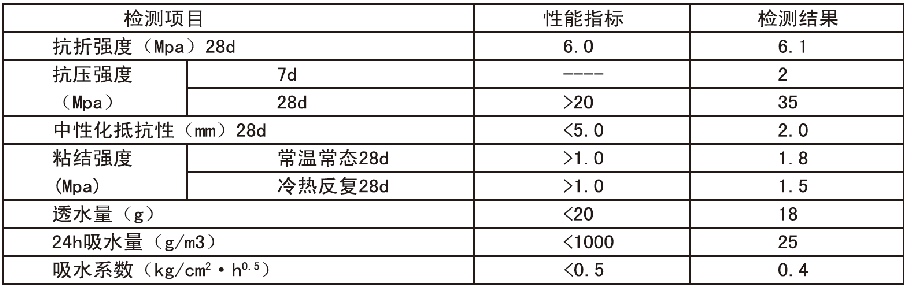 检测项目 性能指标 检测结果
抗折强度（Mpa）28d 6.0 6.1
抗压强度 7d ---- 2
（Mpa） 28d >20 35
中性化抵抗性（mm）28d <5.0 2.0
粘结强度 常温常态28d >1.0 1.8
(Mpa) 冷热反复28d >1.0 1.5
透水量（g） <20 18
24h吸水量（g/m3） <1000 25
吸水系数（kg/cm²·h⁰·⁵） <0.5 0.4